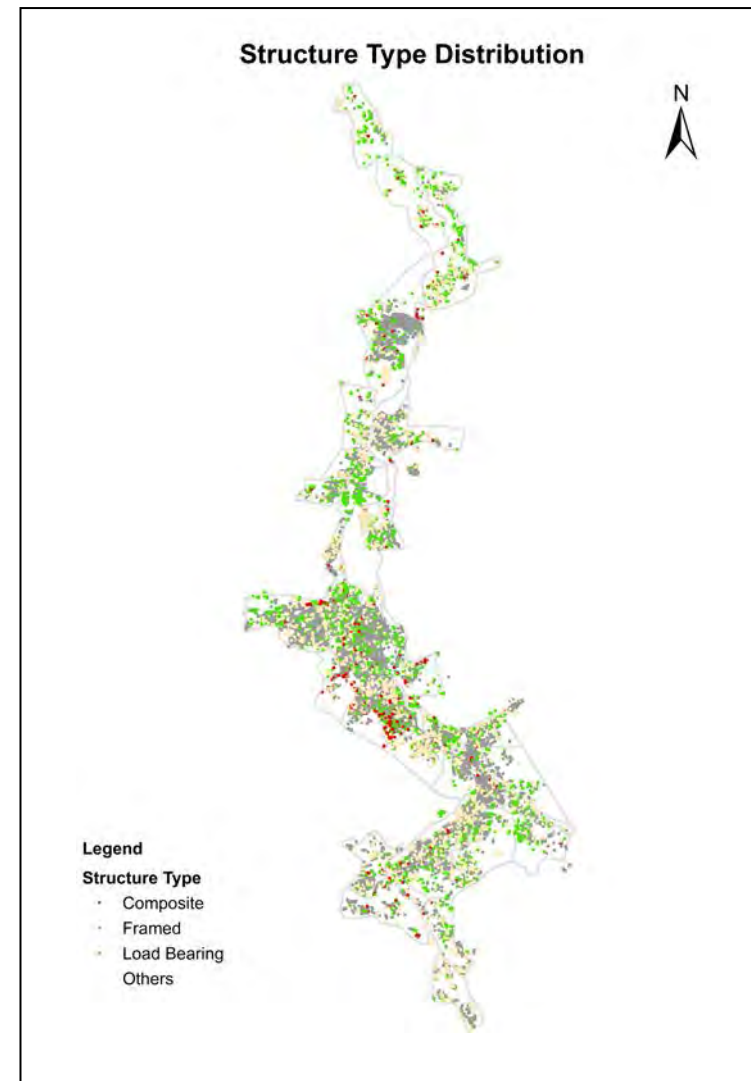 Structure Type Distribution
N
Legend
Structure Type
Composite
Framed
Load Bearing
Others